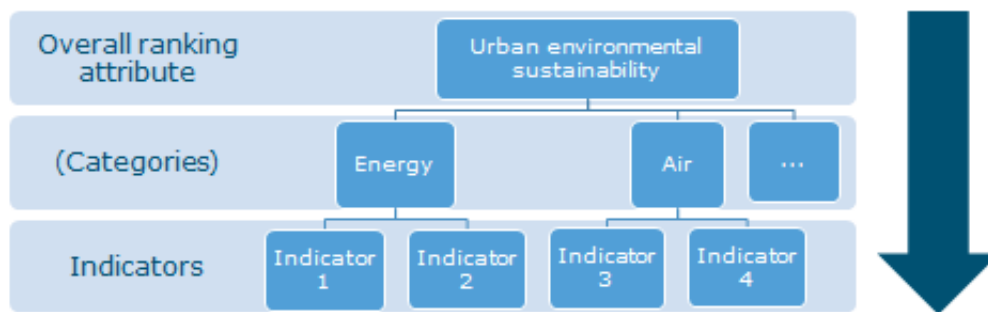 Overall ranking
attribute
Urban environmental
sustainability
(Categories)
Energy
Air
...
Indicators
Indicator
1
Indicator
2
Indicator
3
Indicator
4